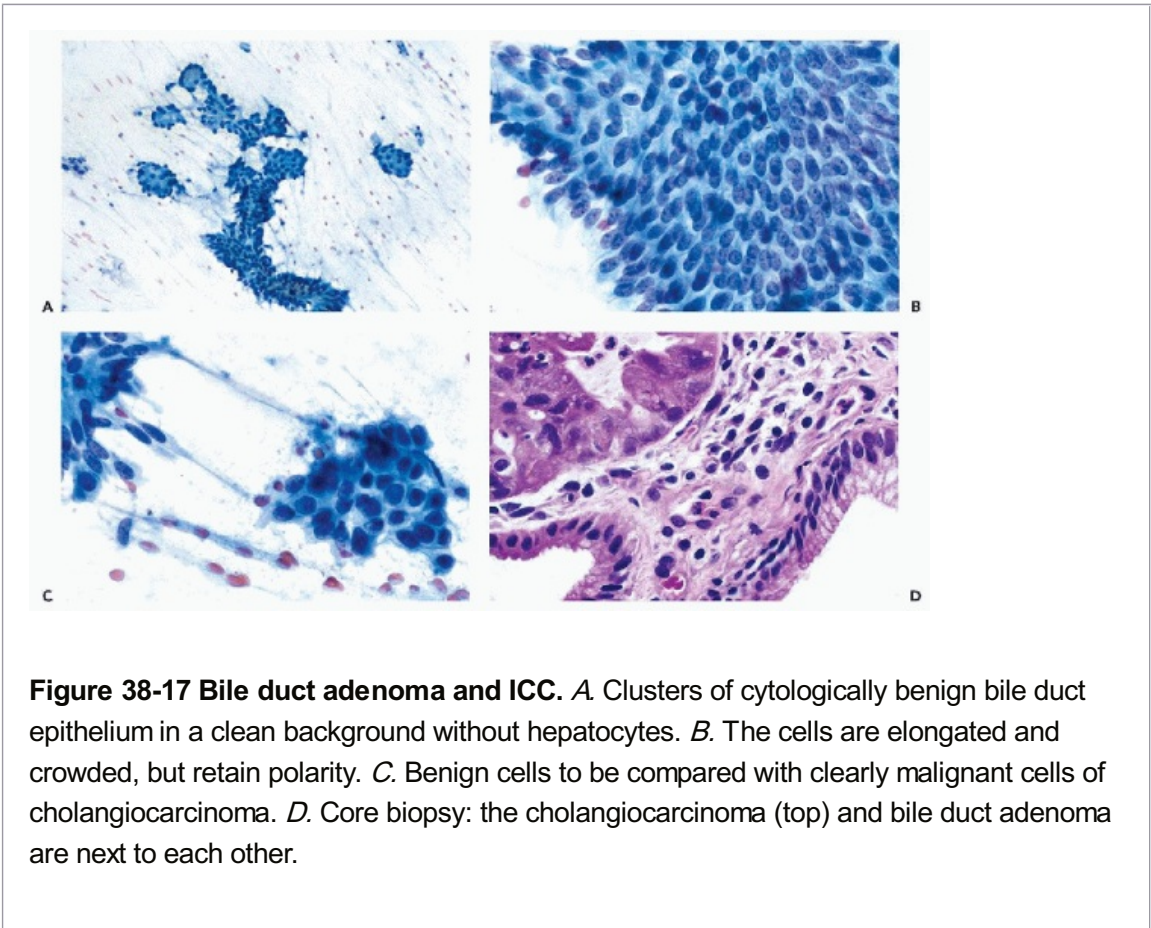 A
B
C
D
Figure 38-17 Bile duct adenoma and ICC. A. Clusters of cytologically benign bile duct
epithelium in a clean background without hepatocytes. B. The cells are elongated and
crowded, but retain polarity. C. Benign cells to be compared with clearly malignant cells of
cholangiocarcinoma. D. Core biopsy: the cholangiocarcinoma (top) and bile duct adenoma
are next to each other.